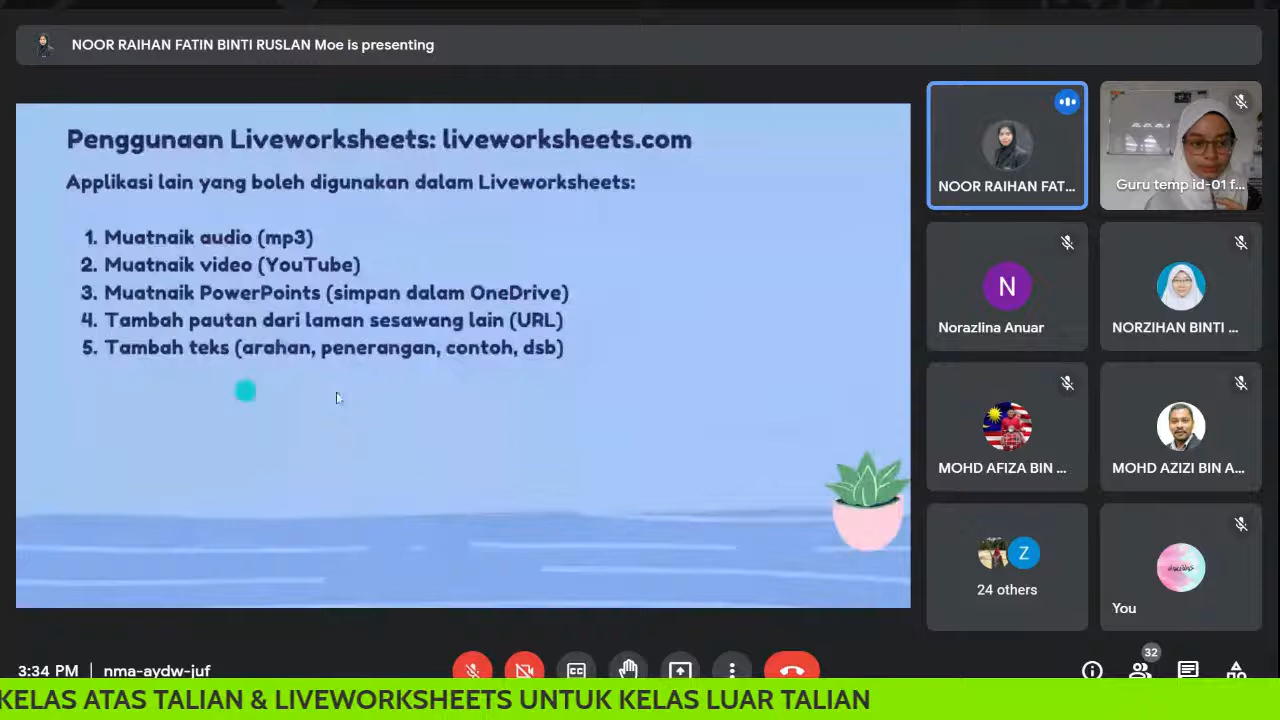 NOOR RAIHAN FATIN BINTI RUSLAN Moe is presenting
Penggunaan Liveworksheets: liveworksheets.com
Applikasi lain yang boleh digunakan dalam Liveworksheets:
1. Muatnaik audio (mp3)
2. Muatnaik video (YouTube)
3. Muatnaik PowerPoints (simpan dalam OneDrive)
4. Tambah pautan dari laman sesawang lain (URL)
5. Tambah teks (arahan, penerangan, contoh, dsb)
NOOR RAIHAN FAT...
Guru temp id-01 f...
N
Norazlina Anuar
NORZIHAN BINTI ...
MOHD AFIZA BIN ...
MOHD AZIZI BIN A...
Z
24 others
You
3:34 PM | nma-aydw-juf
CC
32
KELAS ATAS TALIAN & LIVEWORKSHEETS UNTUK KELAS LUAR TALIAN